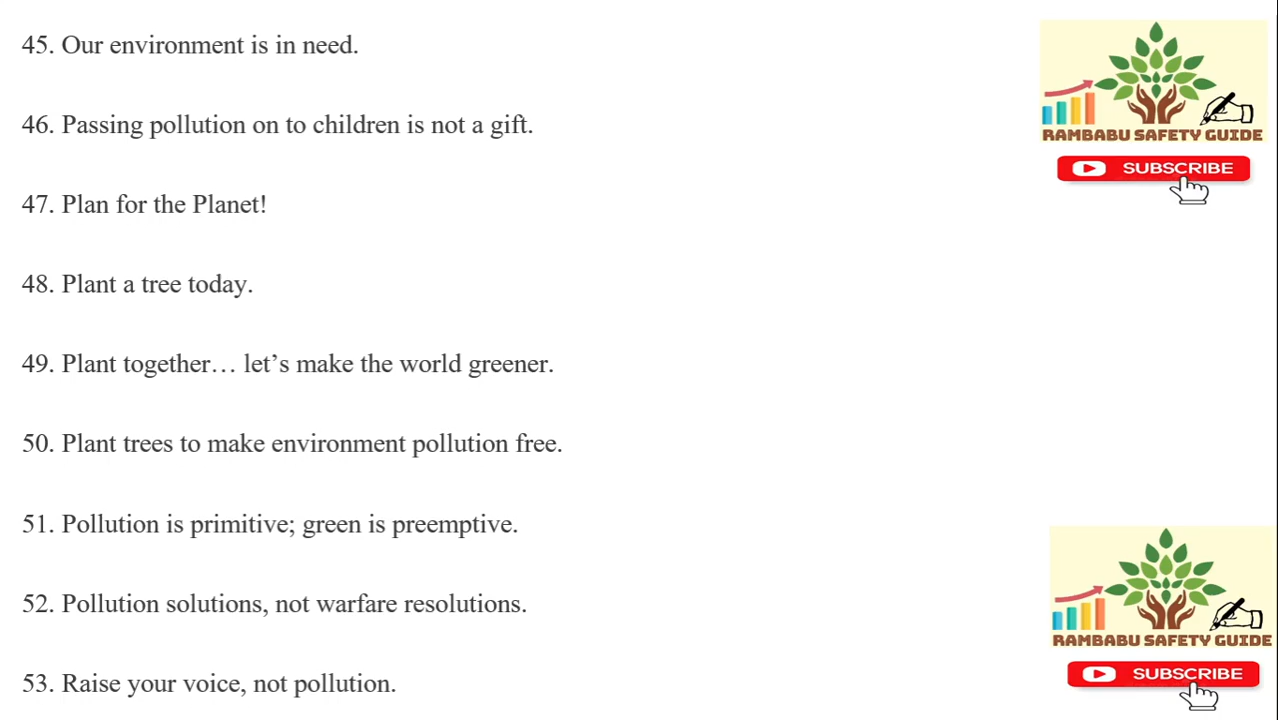 45. Our environment is in need.
46. Passing pollution on to children is not a gift.
47. Plan for the Planet!
48. Plant a tree today.
49. Plant together… let’s make the world greener.
50. Plant trees to make environment pollution free.
51. Pollution is primitive; green is preemptive.
52. Pollution solutions, not warfare resolutions.
53. Raise your voice, not pollution.
RAMBABU SAFETY GUIDE
SUBSCRIBE
RAMBABU SAFETY GUIDE
SUBSCRIBE